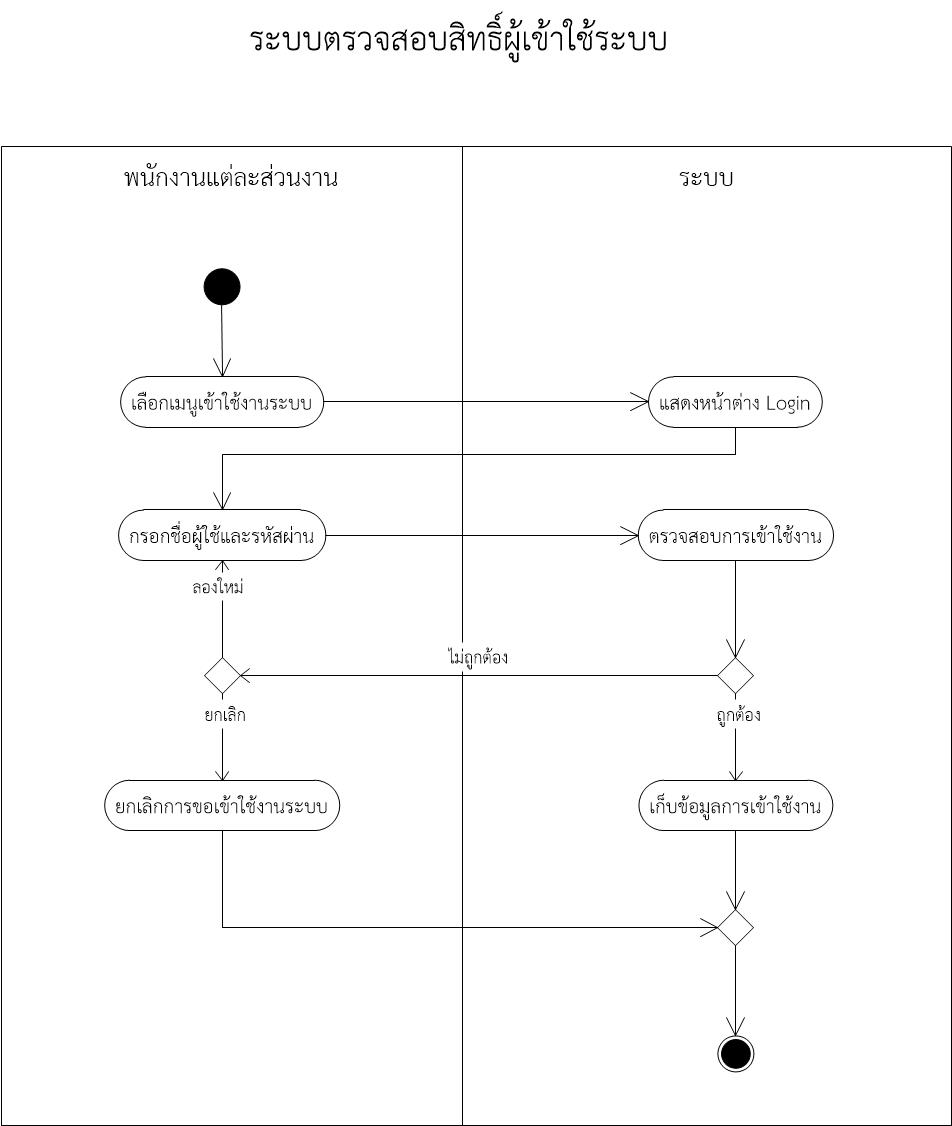 ระบบตรวจสอบสิทธิ์ผู้เข้าใช้ระบบ
พนักงานแต่ละส่วนงาน
ระบบ
เลือกเมนูเข้าใช้งานระบบ
แสดงหน้าต่าง Login
กรอกชื่อผู้ใช้และรหัสผ่าน
ตรวจสอบการเข้าใช้งาน
ลองใหม่
ไม่ถูกต้อง
ยกเลิก
ถูกต้อง
ยกเลิกการขอเข้าใช้งานระบบ
เก็บข้อมูลการเข้าใช้งาน